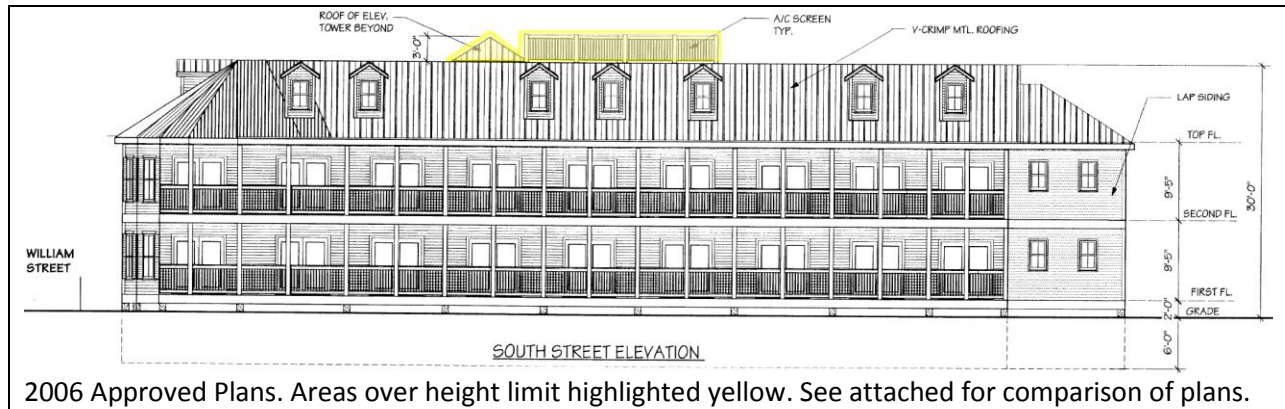 ROOF OF ELEV.
TOWER BEYOND
3'-0"
A/C SCREEN
TYP.
V-CRIMP MTL. ROOFING
LAP SIDING
TOP FL.
9'-5"
SECOND FL.
30'-0"
9'-5"
WILLIAM
STREET
FIRST FL.
2'-0"
GRADE
6'-0"
SOUTH STREET ELEVATION
2006 Approved Plans. Areas over height limit highlighted yellow. See attached for comparison of plans.